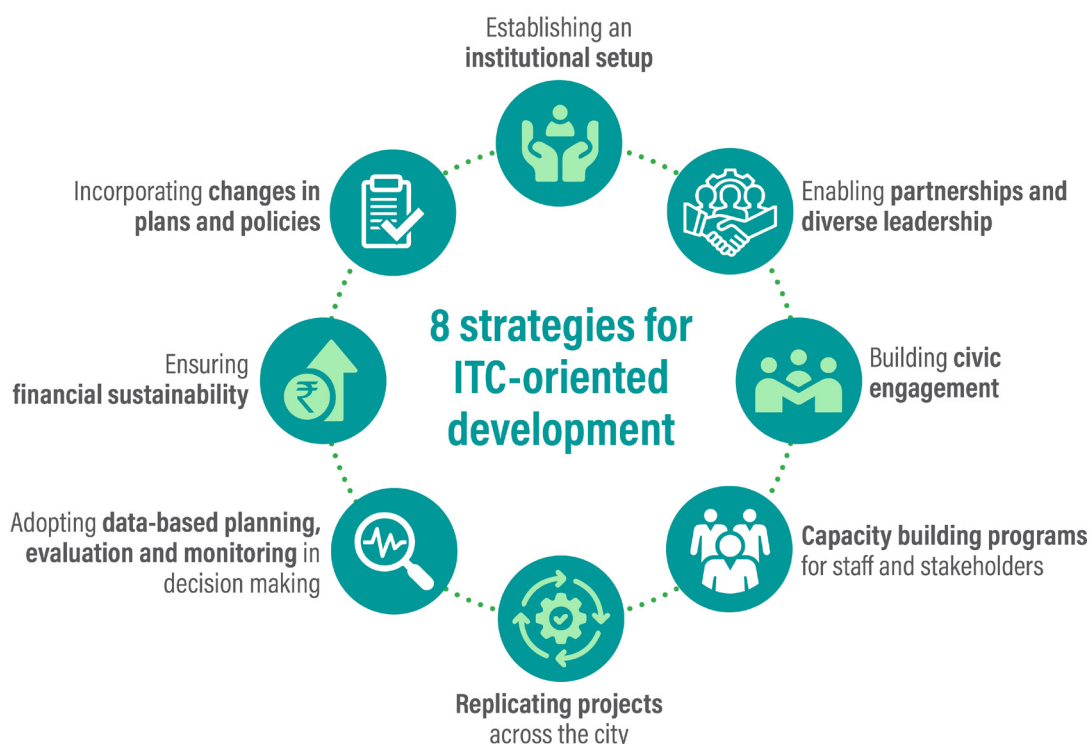 Establishing an
institutional setup
Enabling partnerships and
diverse leadership
Building civic
engagement
Capacity building programs
for staff and stakeholders
Replicating projects
across the city
Adopting data-based planning,
evaluation and monitoring in
decision making
Ensuring
financial sustainability
₹
Incorporating changes in
plans and policies
8 strategies for
ITC-oriented
development